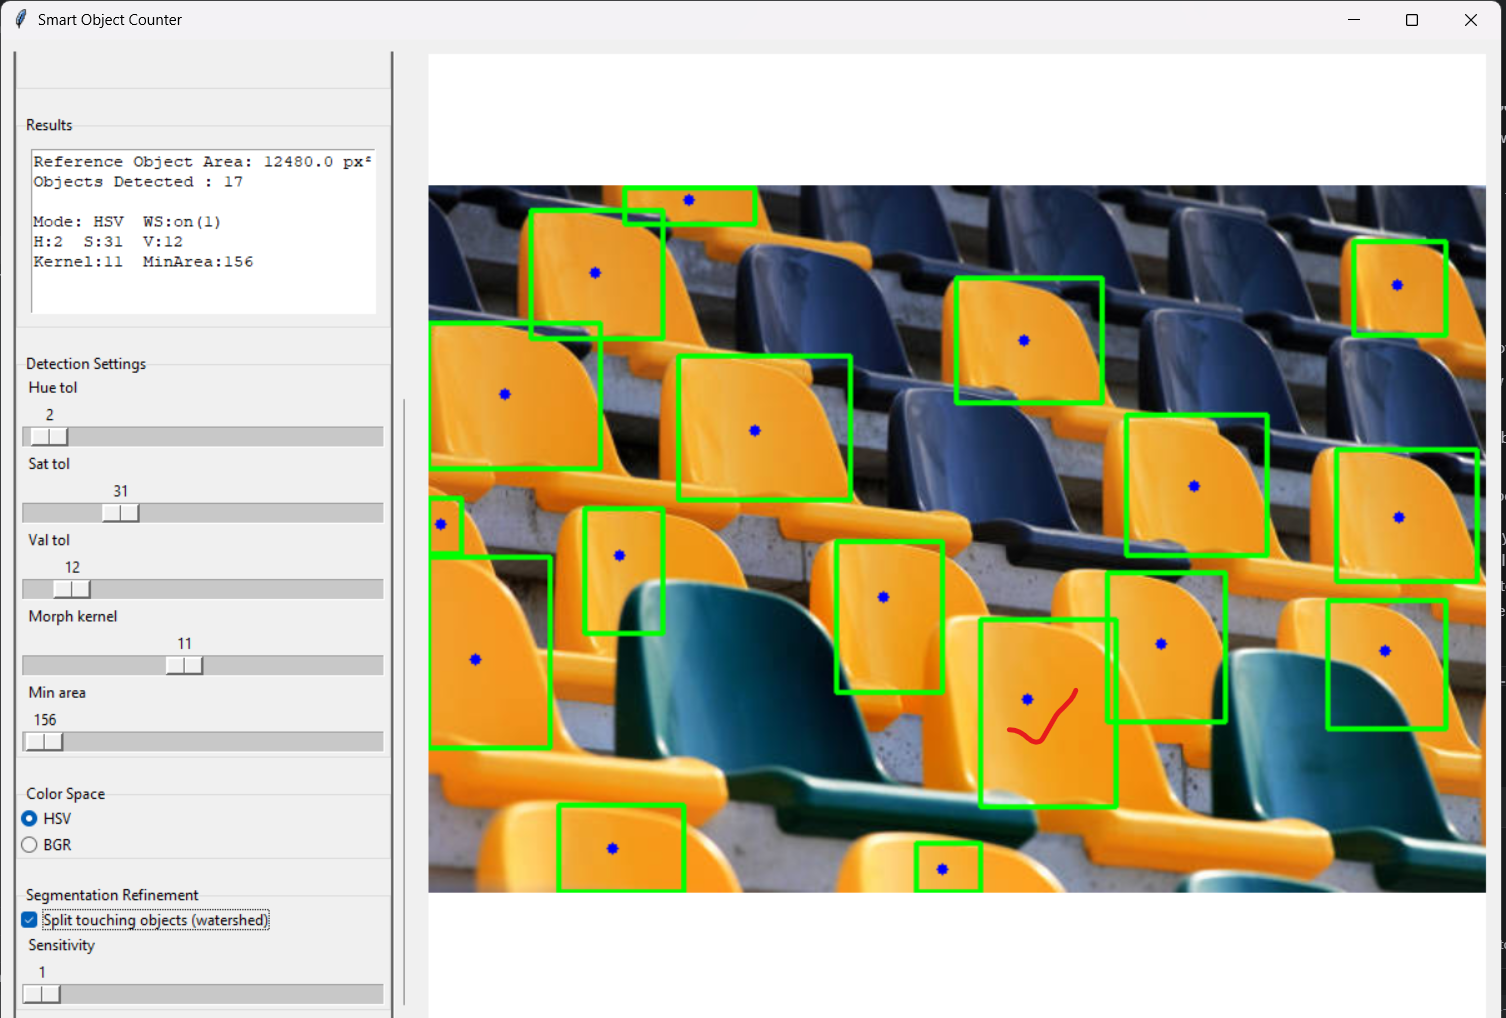 Smart Object Counter
Results
Reference Object Area: 12480.0 px²
Objects Detected : 17
Mode: HSV  WS:on(1)
H:2  S:31  V:12
Kernel:11  MinArea:156
Detection Settings
Hue tol
2
Sat tol
31
Val tol
12
Morph kernel
11
Min area
156
Color Space
HSV
BGR
Segmentation Refinement
Split touching objects (watershed)
Sensitivity
1